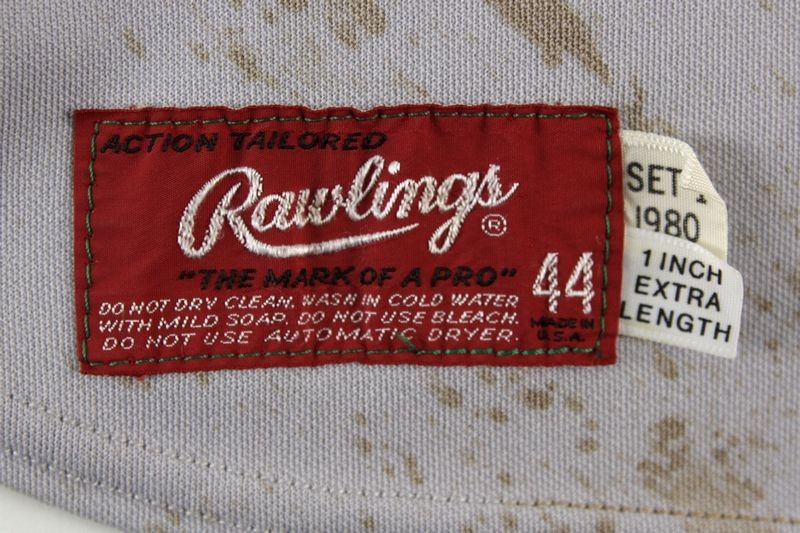 ACTION TAILORED
Rawlings ®
"THE MARK OF A PRO"
DO NOT DRY CLEAN. WASH IN COLD WATER
WITH MILD SOAP. DO NOT USE BLEACH.
DO NOT USE AUTOMATIC DRYER.
44
MADE IN
U.S.A.
SET 1
1980
1 INCH
EXTRA
LENGTH